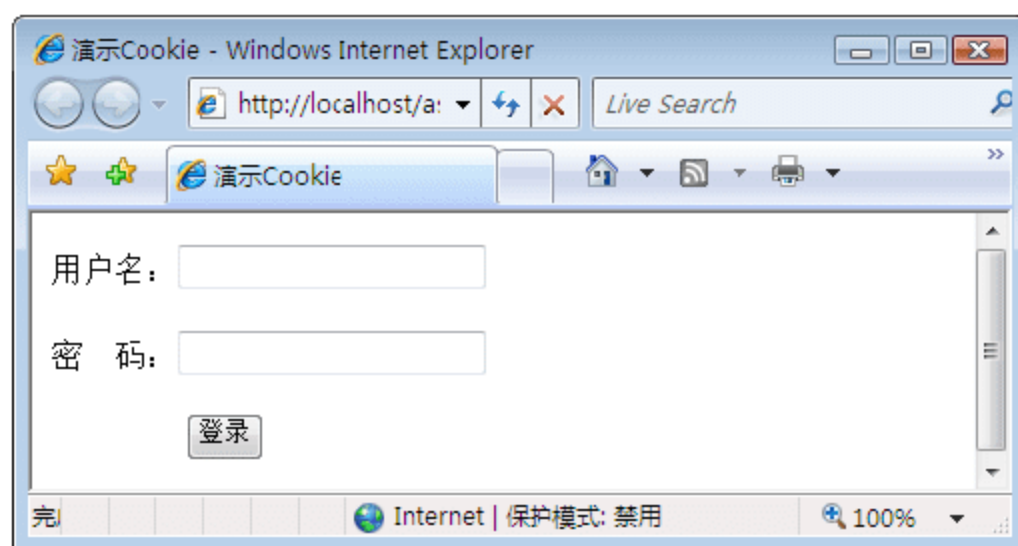 演示Cookie - Windows Internet Explorer
http://localhost/a
Live Search
演示Cookie
用户名：
密 码：
登录
完
Internet | 保护模式: 禁用
100%